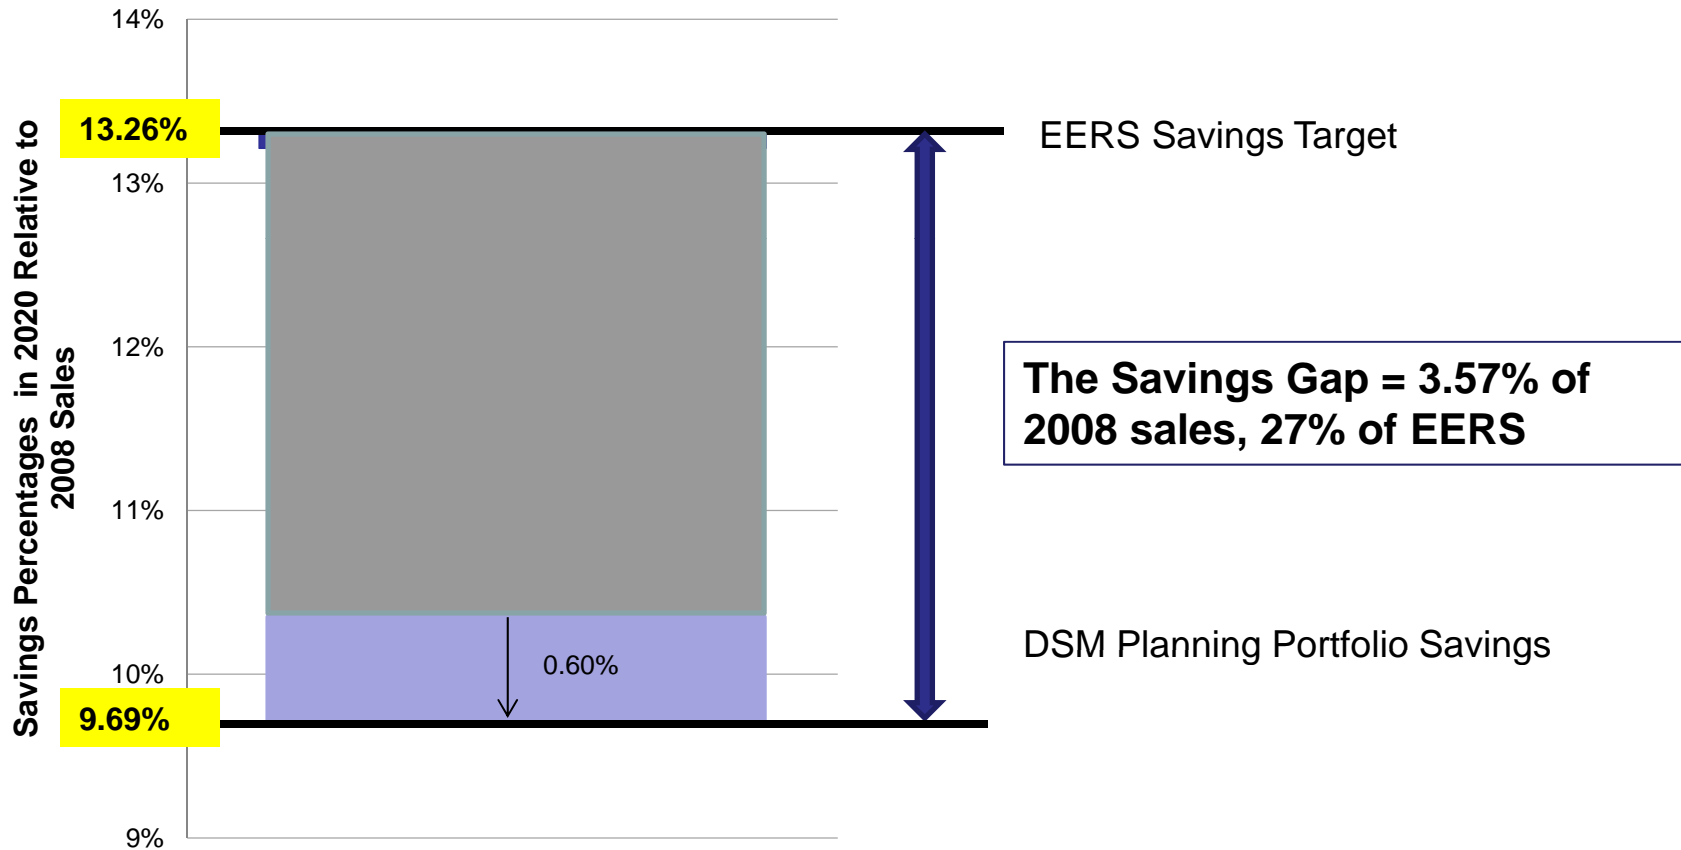 Savings Percentages in 2020 Relative to
2008 Sales
14%
13.26%
EERS Savings Target
13%
12%
The Savings Gap = 3.57% of
2008 sales, 27% of EERS
11%
DSM Planning Portfolio Savings
0.60%
10%
9.69%
9%